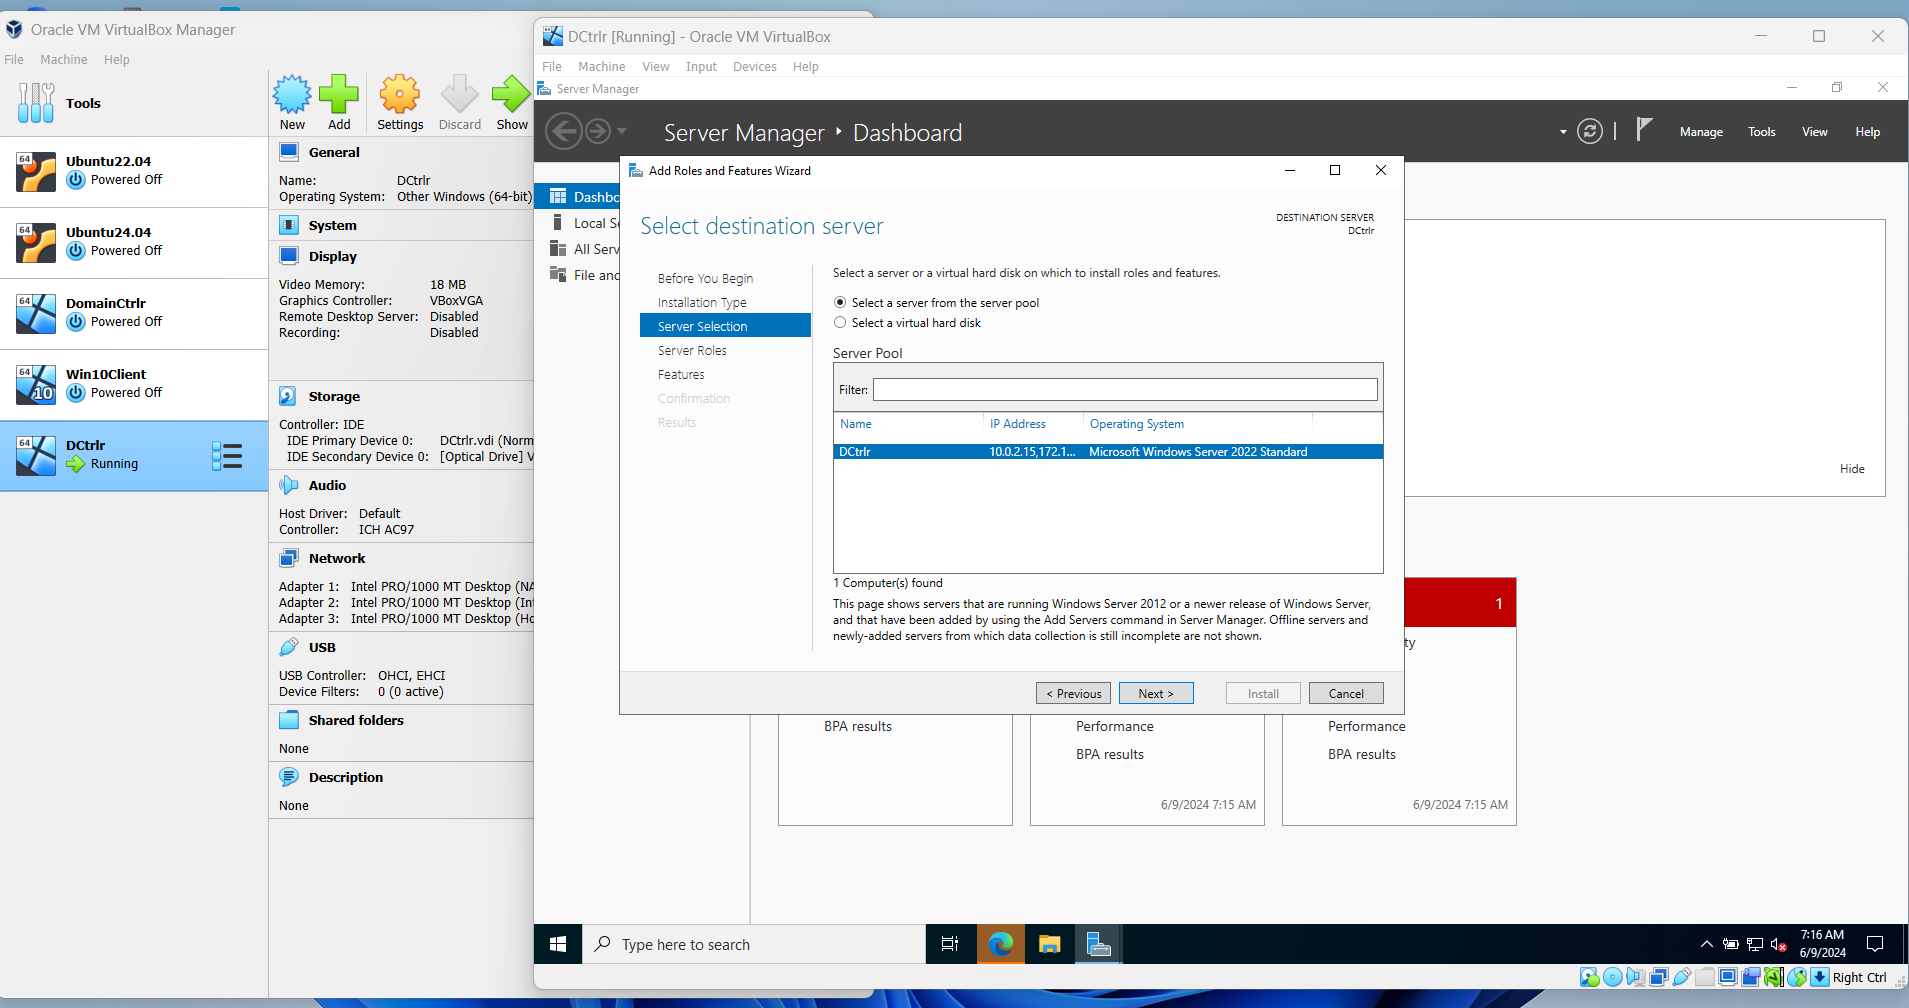 Oracle VM VirtualBox Manager
File Machine Help
Tools
New Add Settings Discard Show
64
Ubuntu22.04
Powered Off
64
Ubuntu24.04
Powered Off
64
DomainCtrlr
Powered Off
64
10
Win10Client
Powered Off
64
DCtrlr
Running
General
Name: DCtrlr
Operating System: Other Windows (64-bit)
System
Display
Video Memory: 18 MB
Graphics Controller: VBoxVGA
Remote Desktop Server: Disabled
Recording: Disabled
Storage
Controller: IDE
IDE Primary Device 0: DCtrlr.vdi (Norm
IDE Secondary Device 0: [Optical Drive] V
Audio
Host Driver: Default
Controller: ICH AC97
Network
Adapter 1: Intel PRO/1000 MT Desktop (NA
Adapter 2: Intel PRO/1000 MT Desktop (Int
Adapter 3: Intel PRO/1000 MT Desktop (Ho
USB
USB Controller: OHCI, EHCI
Device Filters: 0 (0 active)
Shared folders
None
Description
None
DCtrlr [Running] - Oracle VM VirtualBox
File Machine View Input Devices Help
Server Manager
Server Manager ‣ Dashboard
Manage Tools View Help
Dashbo
Local Se
All Serv
File and
Add Roles and Features Wizard
Select destination server
DESTINATION SERVER
DCtrlr
Before You Begin
Installation Type
Server Selection
Server Roles
Features
Confirmation
Results
Select a server or a virtual hard disk on which to install roles and features.
Select a server from the server pool
Select a virtual hard disk
Server Pool
Filter:
Name IP Address Operating System
DCtrlr 10.0.2.15,172.1... Microsoft Windows Server 2022 Standard
1 Computer(s) found
This page shows servers that are running Windows Server 2012 or a newer release of Windows Server,
and that have been added by using the Add Servers command in Server Manager. Offline servers and
newly-added servers from which data collection is still incomplete are not shown.
< Previous Next > Install Cancel
Hide
1
ty
BPA results
Performance
BPA results
6/9/2024 7:15 AM
Performance
BPA results
6/9/2024 7:15 AM
Type here to search
7:16 AM
6/9/2024
Right Ctrl